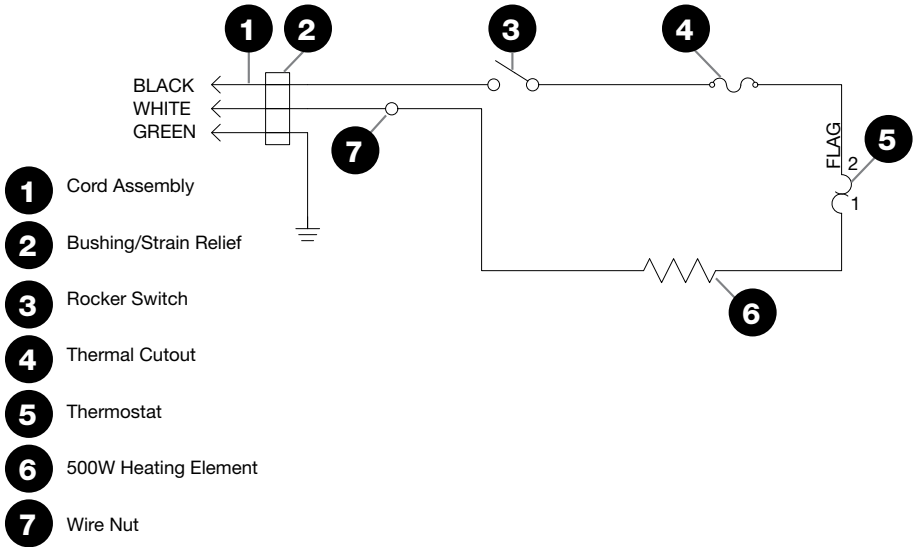 1 2 3 4
BLACK
WHITE
GREEN
7
FLAG
2
1
5
6
1 Cord Assembly
2 Bushing/Strain Relief
3 Rocker Switch
4 Thermal Cutout
5 Thermostat
6 500W Heating Element
7 Wire Nut